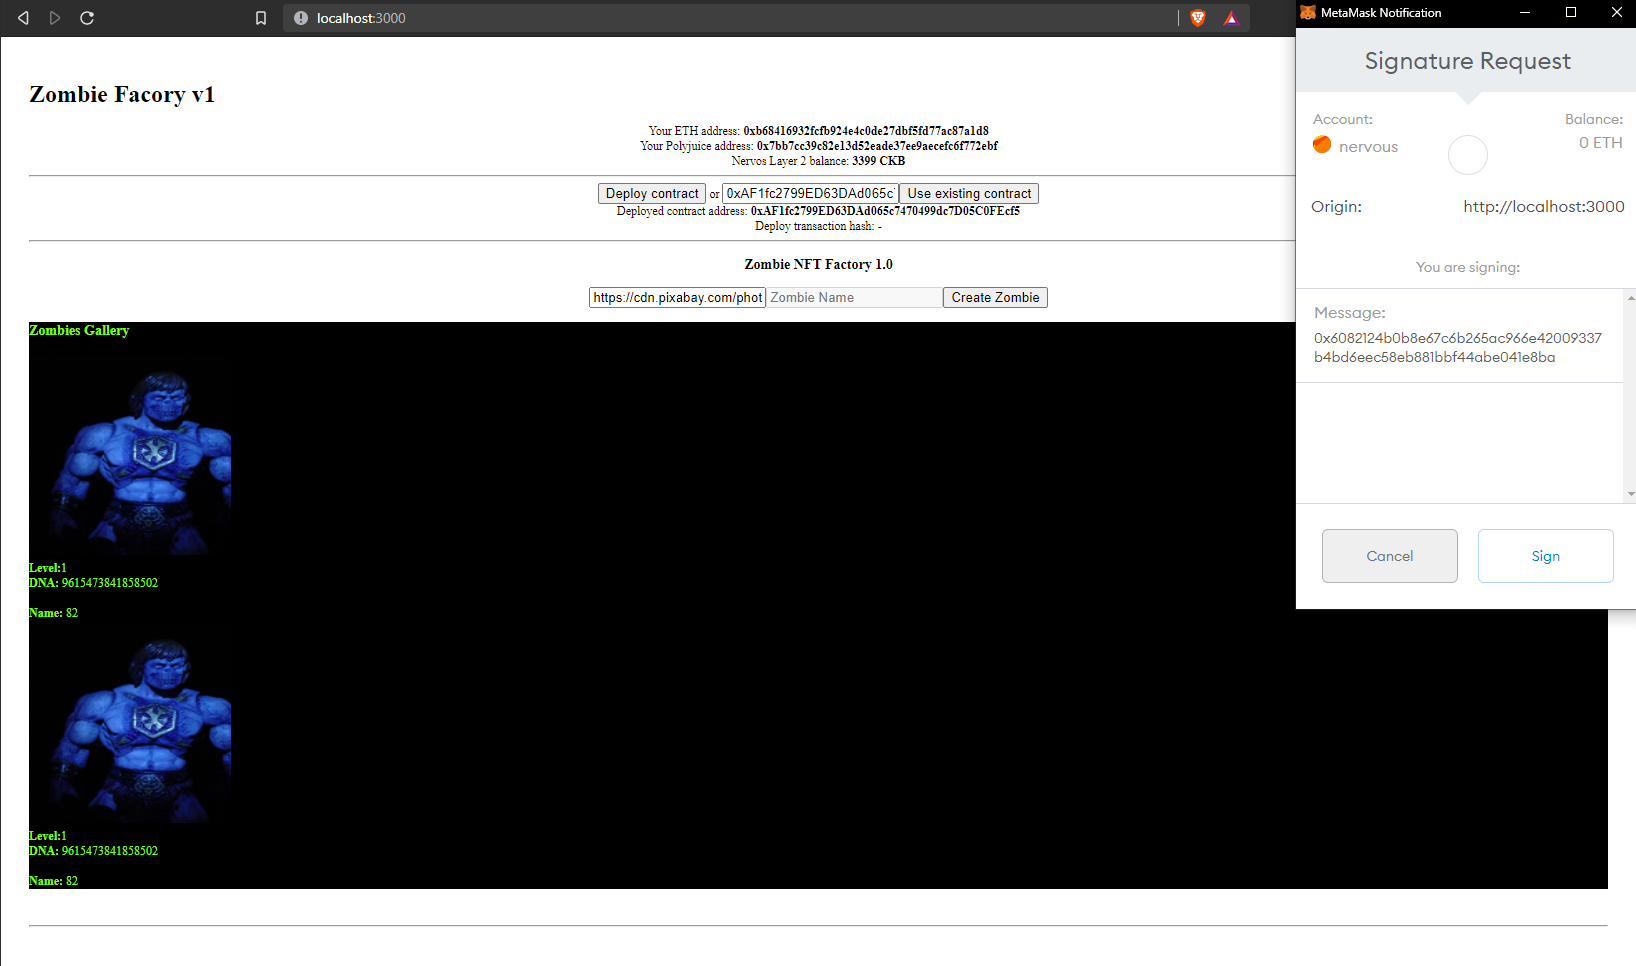 localhost:3000
Zombie Facory v1
Your ETH address: 0xb68416932fcfb924e4c0de27dbf5fd77ac87a1d8
Your Polyjuice address: 0x7bb7cc39c82e13d52eade37ee9aecefc6f772ebf
Nervos Layer 2 balance: 3399 CKB
Deploy contract or 0xAF1fc2799ED63DAd065c Use existing contract
Deployed contract address: 0xAF1fc2799ED63DAd065c7470499dc7D05C0FEcf5
Deploy transaction hash: -
Zombie NFT Factory 1.0
https://cdn.pixabay.com/phot Zombie Name Create Zombie
Zombies Gallery
Level:1
DNA: 9615473841858502
Name: 82
Level:1
DNA: 9615473841858502
Name: 82
MetaMask Notification
Signature Request
Account: Balance:
nervous 0 ETH
Origin: http://localhost:3000
You are signing:
Message:
0x6082124b0b8e67c6b265ac966e42009337
b4bd6eec58eb881bbf44abe041e8ba
Cancel Sign